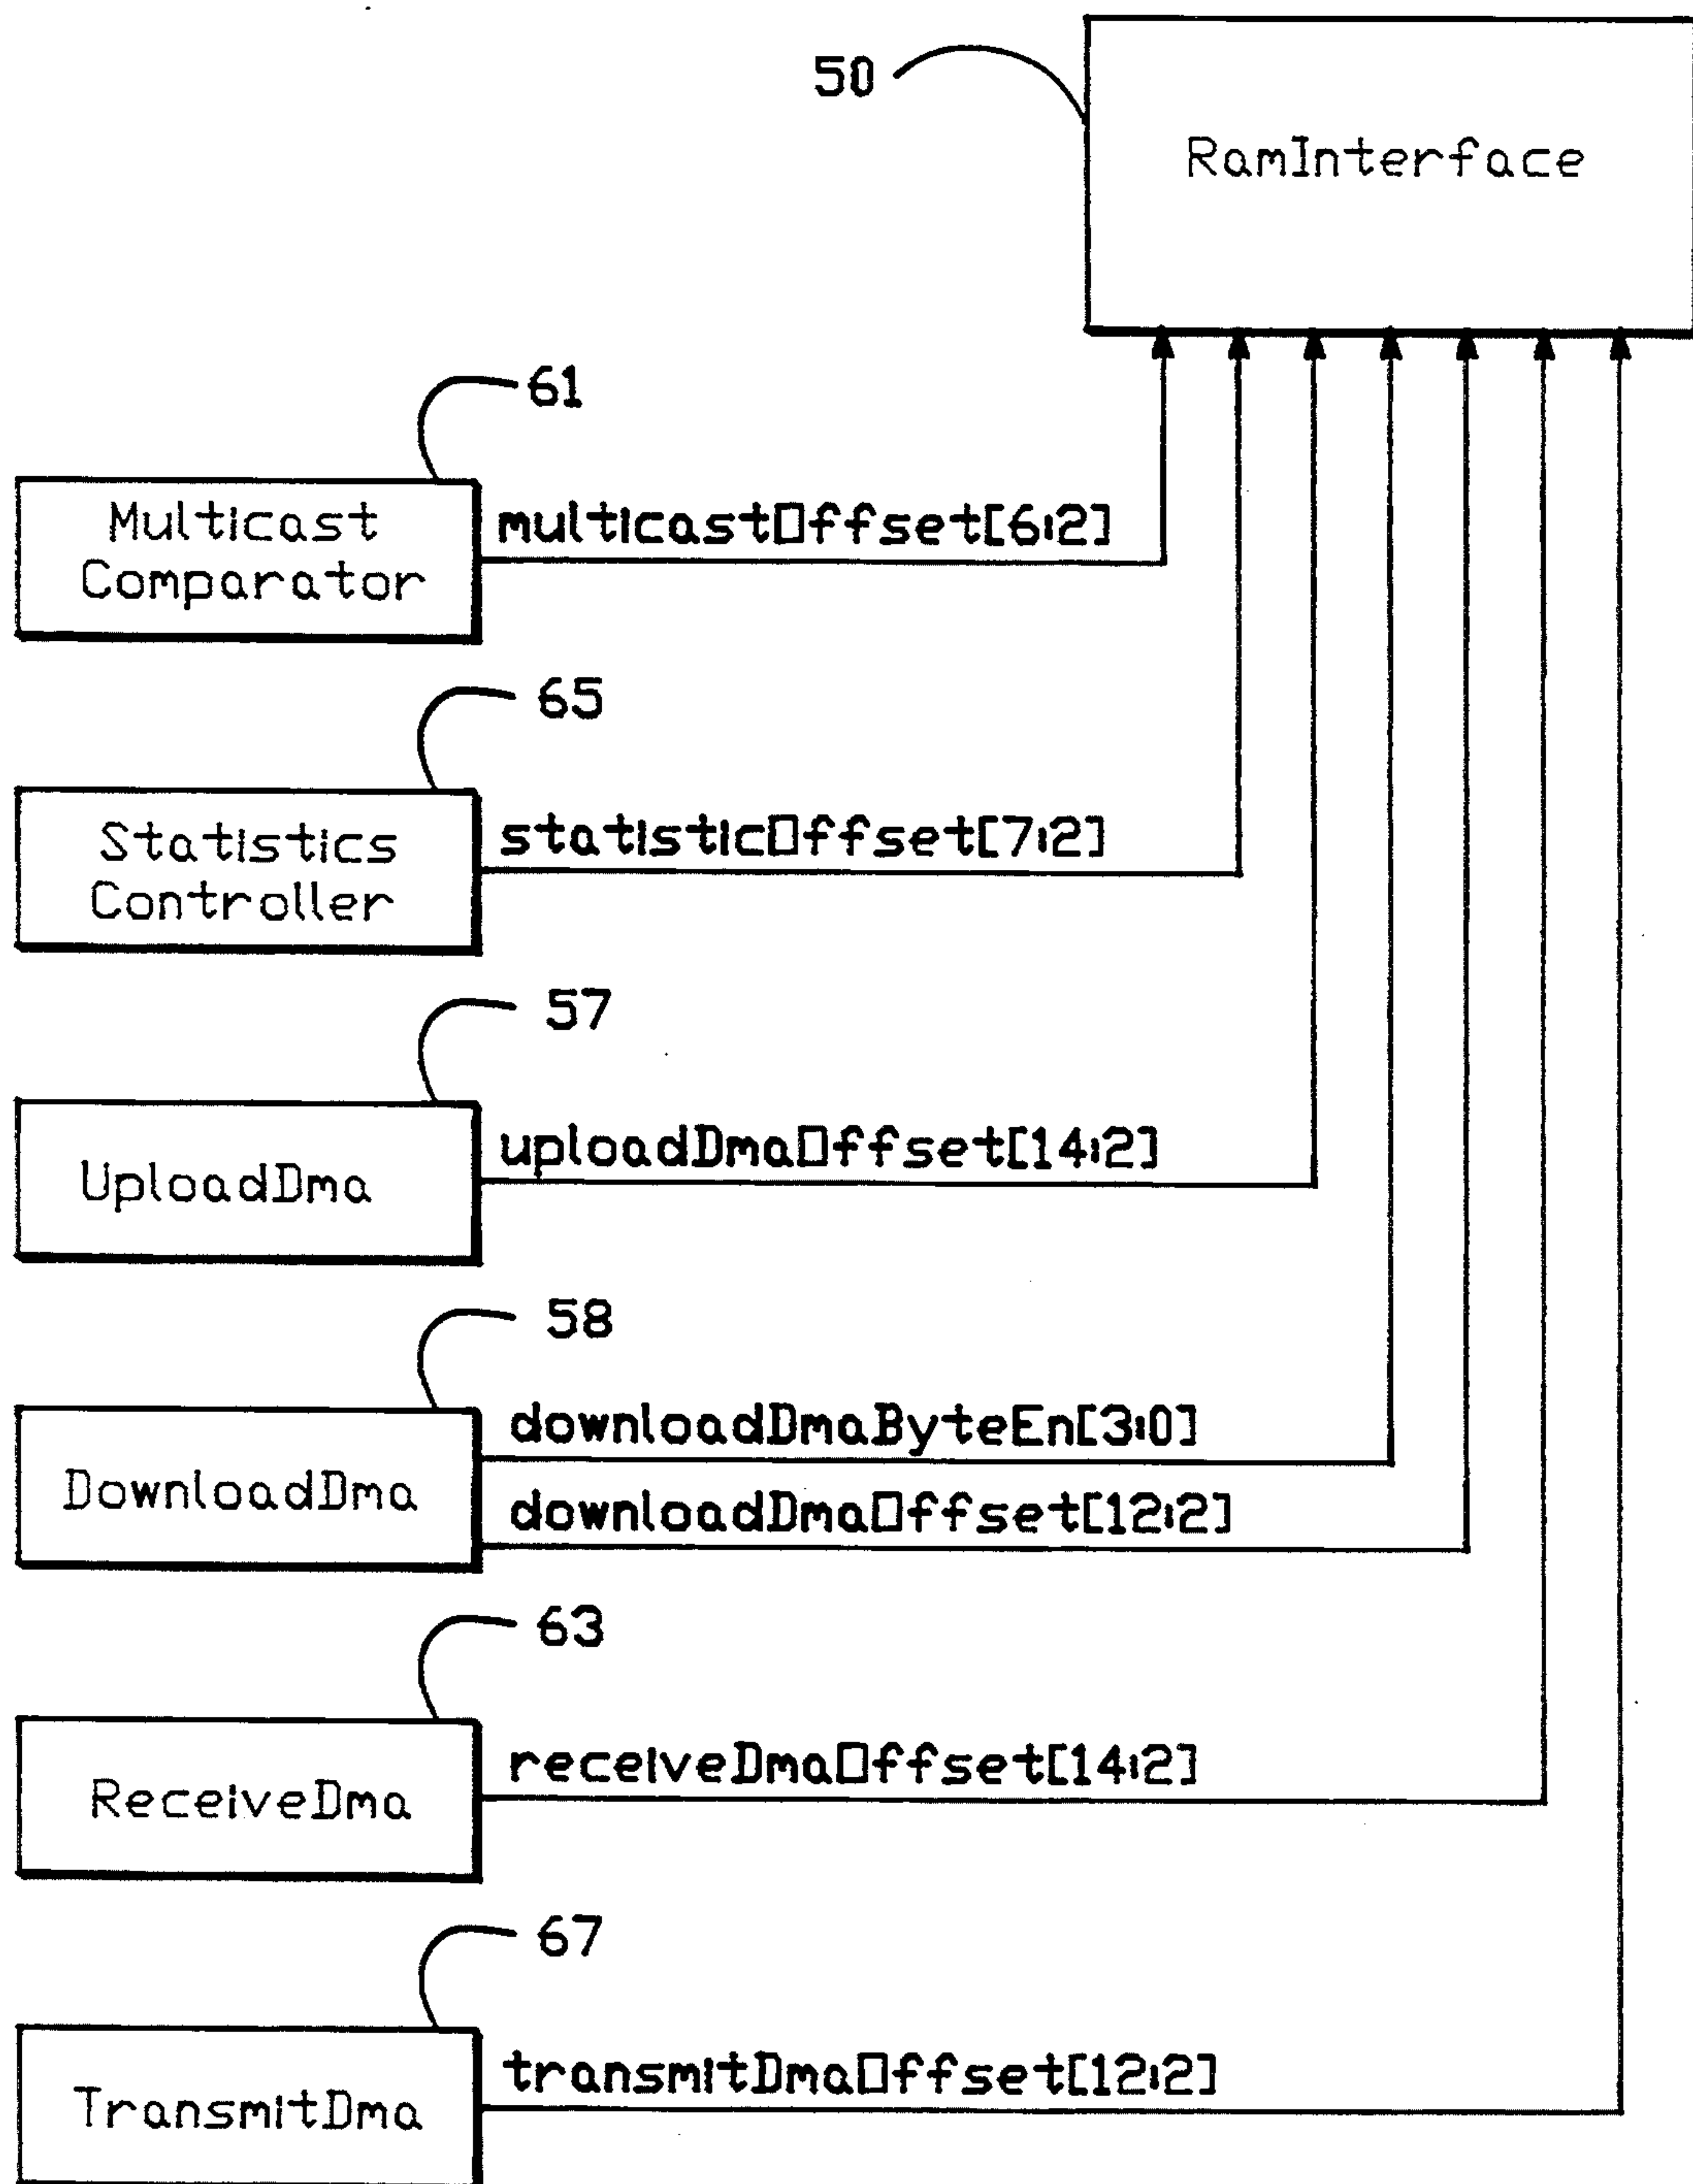 50
RamInterface
61
Multicast
Comparator
multicastOffset[6:2]
65
Statistics
Controller
statisticOffset[7:2]
57
UploadDma
uploadDmaOffset[14:2]
58
DownloadDma
downloadDmaByteEn[3:0]
downloadDmaOffset[12:2]
63
ReceiveDma
receiveDmaOffset[14:2]
67
TransmitDma
transmitDmaOffset[12:2]